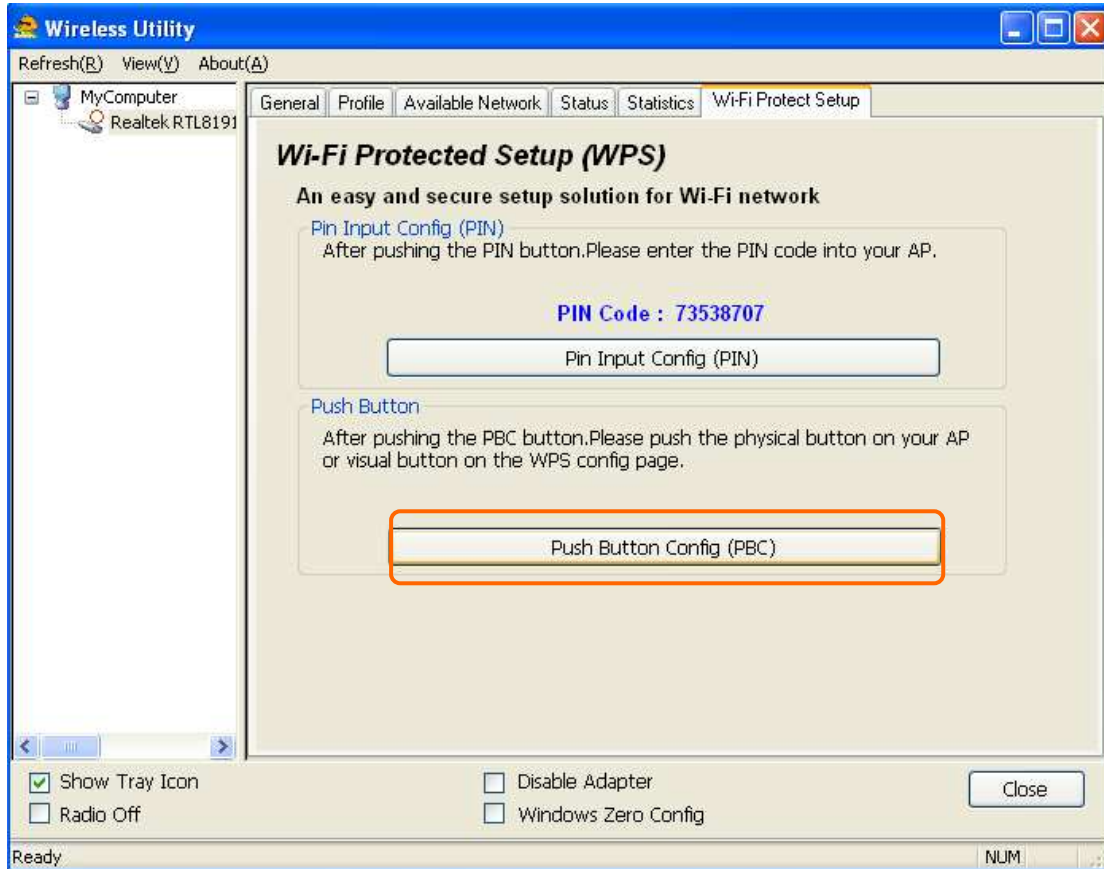 Wireless Utility
Refresh(R) View(V) About(A)
MyComputer
Realtek RTL8191
General Profile Available Network Status Statistics Wi-Fi Protect Setup
Wi-Fi Protected Setup (WPS)
An easy and secure setup solution for Wi-Fi network
Pin Input Config (PIN)
After pushing the PIN button.Please enter the PIN code into your AP.
PIN Code : 73538707
Pin Input Config (PIN)
Push Button
After pushing the PBC button.Please push the physical button on your AP
or visual button on the WPS config page.
Push Button Config (PBC)
Show Tray Icon
Radio Off
Disable Adapter
Windows Zero Config
Close
Ready
NUM